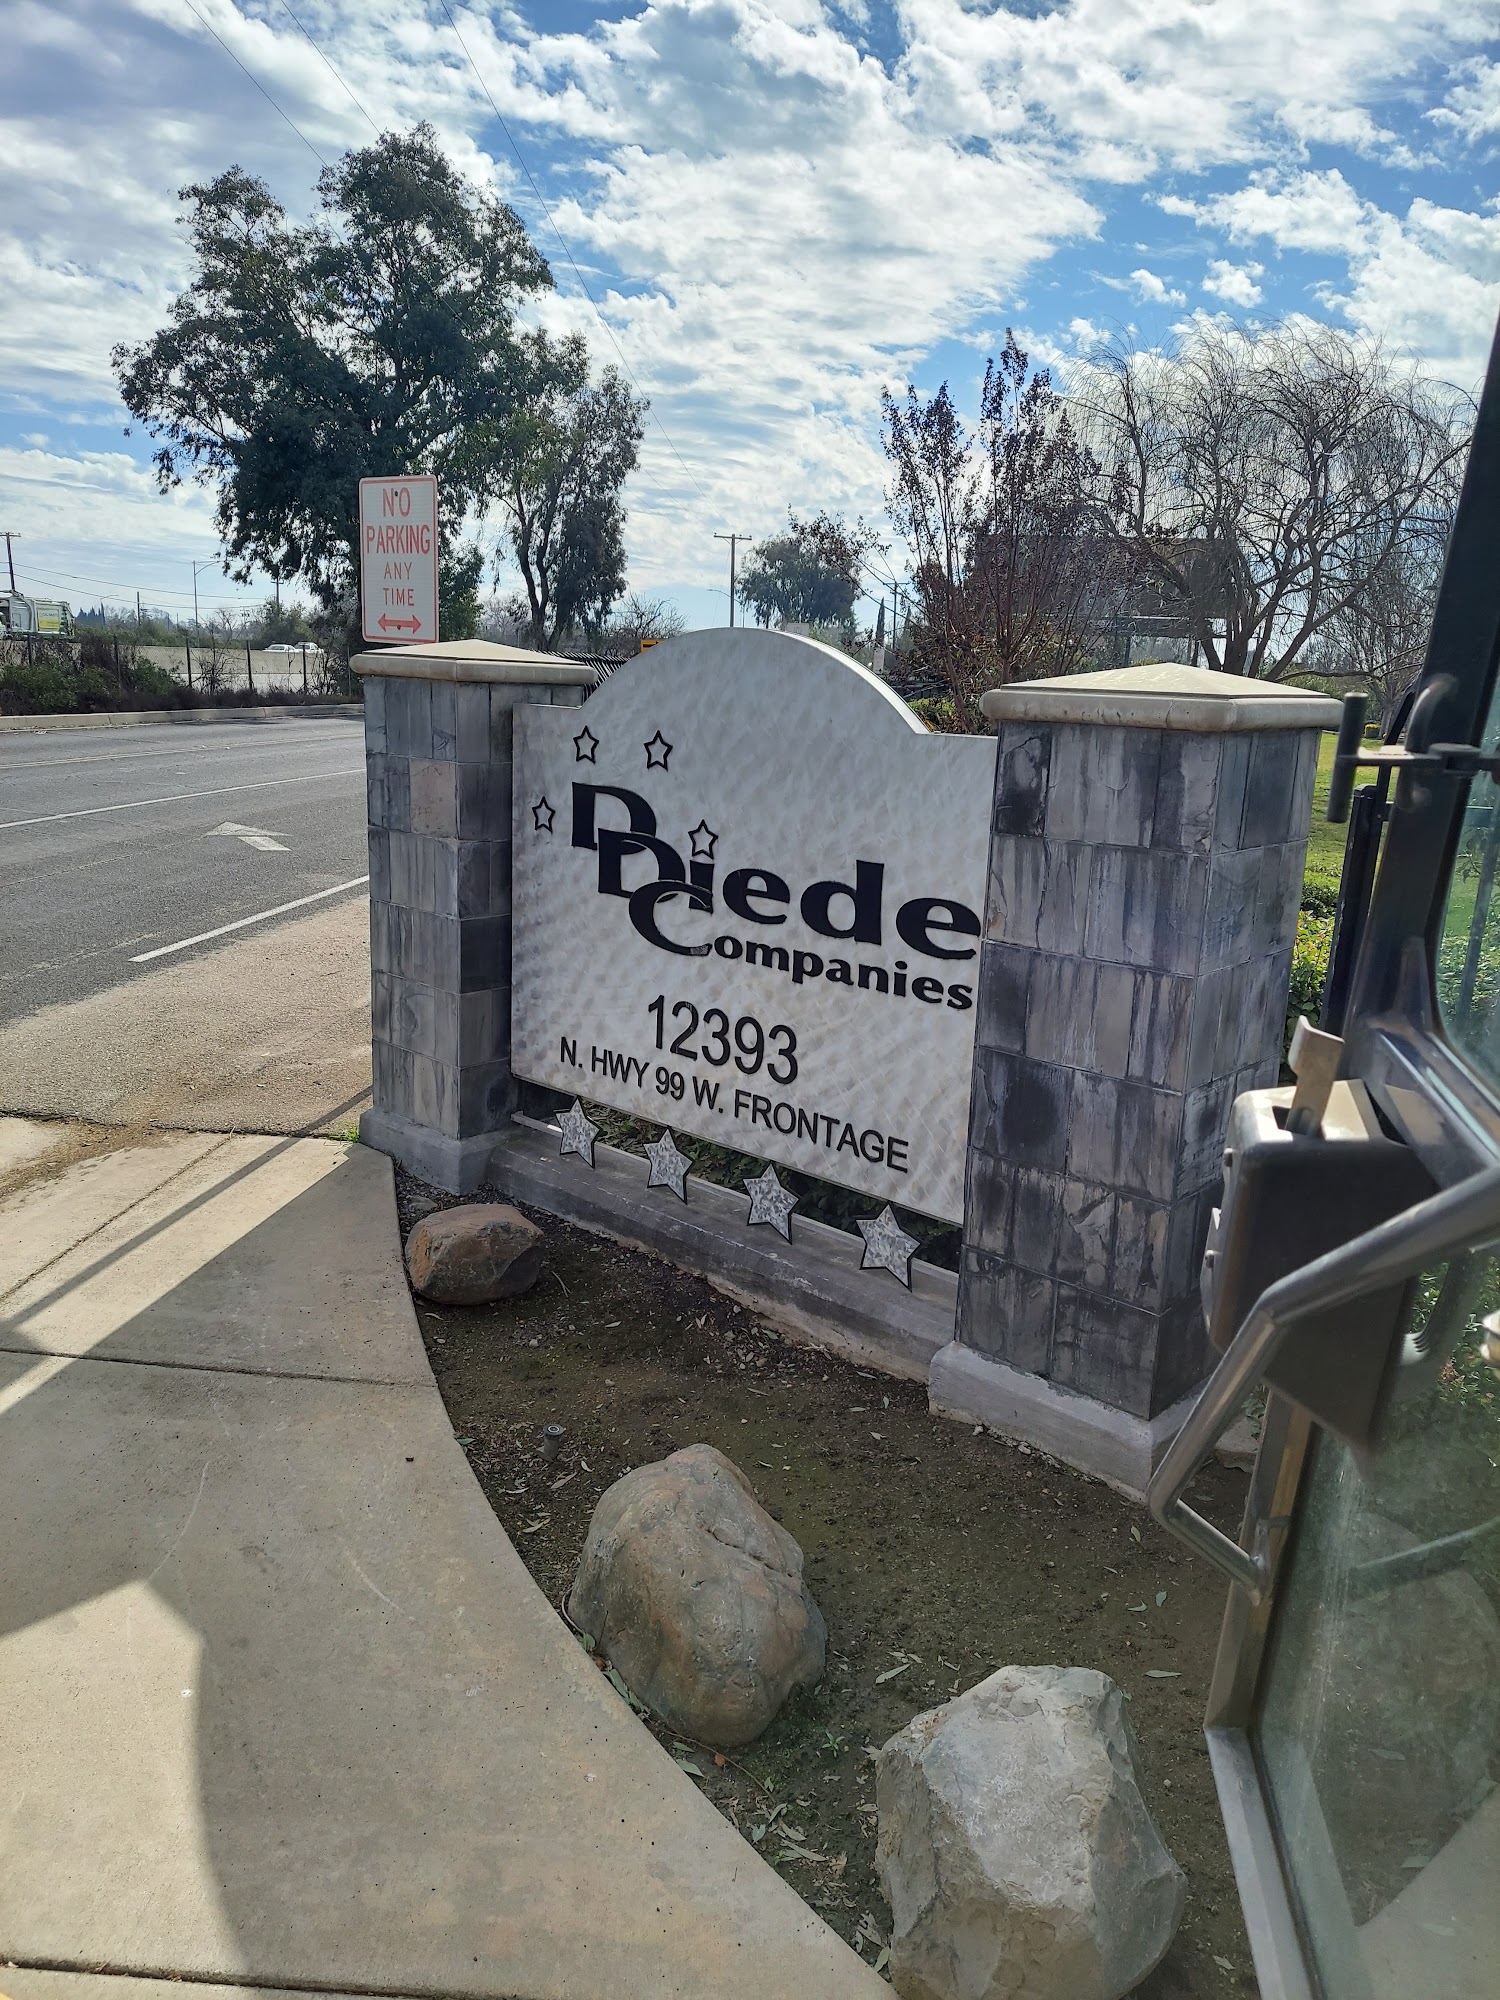 NO
PARKING
ANY
TIME
DDiede
Companies
12393
N. HWY 99 W. FRONTAGE